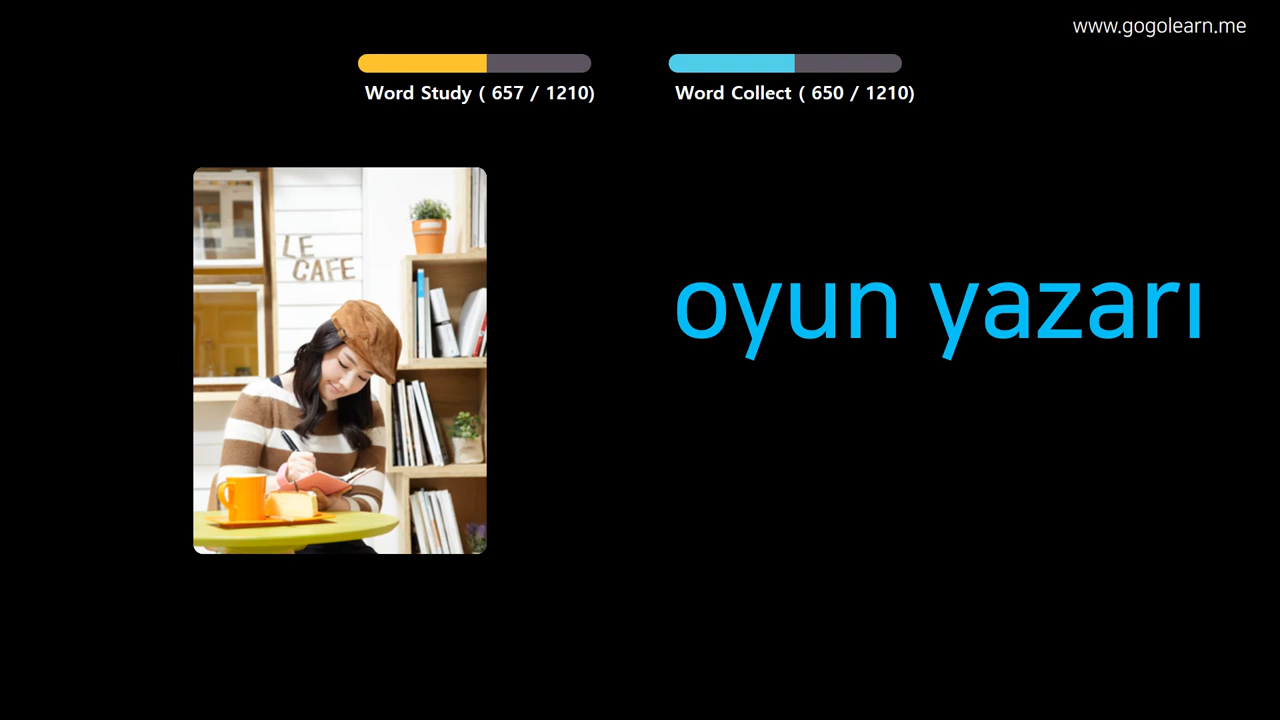 www.gogolearn.me
Word Study ( 657 / 1210)
Word Collect ( 650 / 1210)
LE
CAFE
oyun yazarı